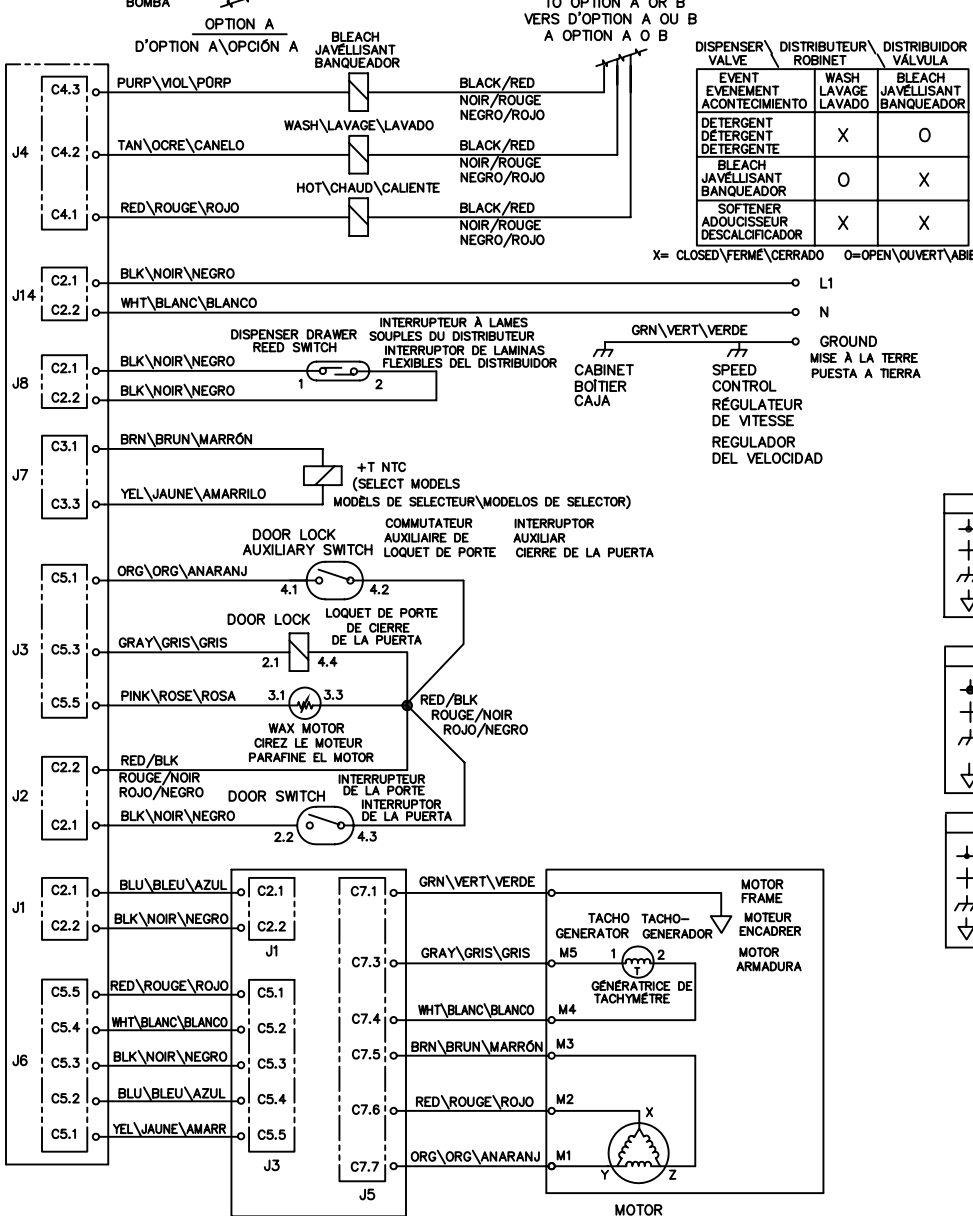 BOMBA
OPTION A
D'OPTION A\OPCIÓN A
TO OPTION A OR B
VERS D'OPTION A OU B
A OPTION A O B
BLEACH
JAVÉLLISANT
BANQUEADOR
J4
C4.3
PURP\VIOL\PÚRP
BLACK/RED
NOIR/ROUGE
NEGRO/ROJO
WASH\LAVAGE\LAVADO
C4.2
TAN\OCRE\CANELO
BLACK/RED
NOIR/ROUGE
NEGRO/ROJO
HOT\CHAUD\CALIENTE
C4.1
RED\ROUGE\ROJO
BLACK/RED
NOIR/ROUGE
NEGRO/ROJO
DISPENSER\ DISTRIBUTEUR\ DISTRIBUIDOR
VALVE ROBINET VÁLVULA
EVENT
EVENEMENT
ACONTECIMIENTO
WASH
LAVAGE
LAVADO
BLEACH
JAVÉLLISANT
BANQUEADOR
DETERGENT
DÉTERGENT
DETERGENTE
X
O
BLEACH
JAVÉLLISANT
BANQUEADOR
O
X
SOFTENER
ADOUCISSEUR
DESCALCIFICADOR
X
X
X= CLOSED\FERMÉ\CERRADO O=OPEN\OUVERT\ABIE
J14
C2.1
BLK\NOIR\NEGRO
L1
C2.2
WHT\BLANC\BLANCO
N
GRN\VERT\VERDE
GROUND
MISE À LA TERRE
PUESTA A TIERRA
CABINET
BOÎTIER
CAJA
SPEED
CONTROL
RÉGULATEUR
DE VITESSE
REGULADOR
DEL VELOCIDAD
J8
DISPENSER DRAWER
REED SWITCH
INTERRUPTEUR À LAMES
SOUPLES DU DISTRIBUTEUR
INTERRUPTOR DE LAMINAS
FLEXIBLES DEL DISTRIBUIDOR
C2.1
BLK\NOIR\NEGRO
1
2
C2.2
BLK\NOIR\NEGRO
J7
C3.1
BRN\BRUN\MARRÓN
+T NTC
(SELECT MODELS
MODÈLS DE SELECTEUR\MODELOS DE SELECTOR)
C3.3
YEL\JAUNE\AMARRILO
DOOR LOCK
AUXILIARY SWITCH
COMMUTATEUR
AUXILIAIRE DE
LOQUET DE PORTE
INTERRUPTOR
AUXILIAR
CIERRE DE LA PUERTA
J3
C5.1
ORG\ORG\ANARANJ
4.1
4.2
DOOR LOCK
LOQUET DE PORTE
DE CIERRE
DE LA PUERTA
C5.3
GRAY\GRIS\GRIS
2.1
4.4
C5.5
PINK\ROSE\ROSA
3.1
3.3
WAX MOTOR
CIREZ LE MOTEUR
PARAFINE EL MOTOR
RED/BLK
ROUGE/NOIR
ROJO/NEGRO
J2
C2.2
RED/BLK
ROUGE/NOIR
ROJO/NEGRO
DOOR SWITCH
INTERRUPTEUR
DE LA PORTE
INTERRUPTOR
DE LA PUERTA
C2.1
BLK\NOIR\NEGRO
2.2
4.3
J1
C2.1
BLU\BLEU\AZUL
C2.1
C2.2
BLK\NOIR\NEGRO
C2.2
J1
J6
C5.5
RED\ROUGE\ROJO
C5.1
C5.4
WHT\BLANC\BLANCO
C5.2
C5.3
BLK\NOIR\NEGRO
C5.3
C5.2
BLU\BLEU\AZUL
C5.4
C5.1
YEL\JAUNE\AMARR
C5.5
J3
C7.1
GRN\VERT\VERDE
MOTOR
FRAME
MOTEUR
ENCADRER
MOTOR
ARMADURA
TACHO
GENERATOR
TACHO-
GENERADOR
C7.3
GRAY\GRIS\GRIS
M5
1
T
2
GÉNÉRATRICE DE
TACHYMÉTRE
C7.4
WHT\BLANC\BLANCO
M4
C7.5
BRN\BRUN\MARRÓN
M3
C7.6
RED\ROUGE\ROJO
M2
X
C7.7
ORG\ORG\ANARANJ
M1
Y
Z
J5
MOTOR